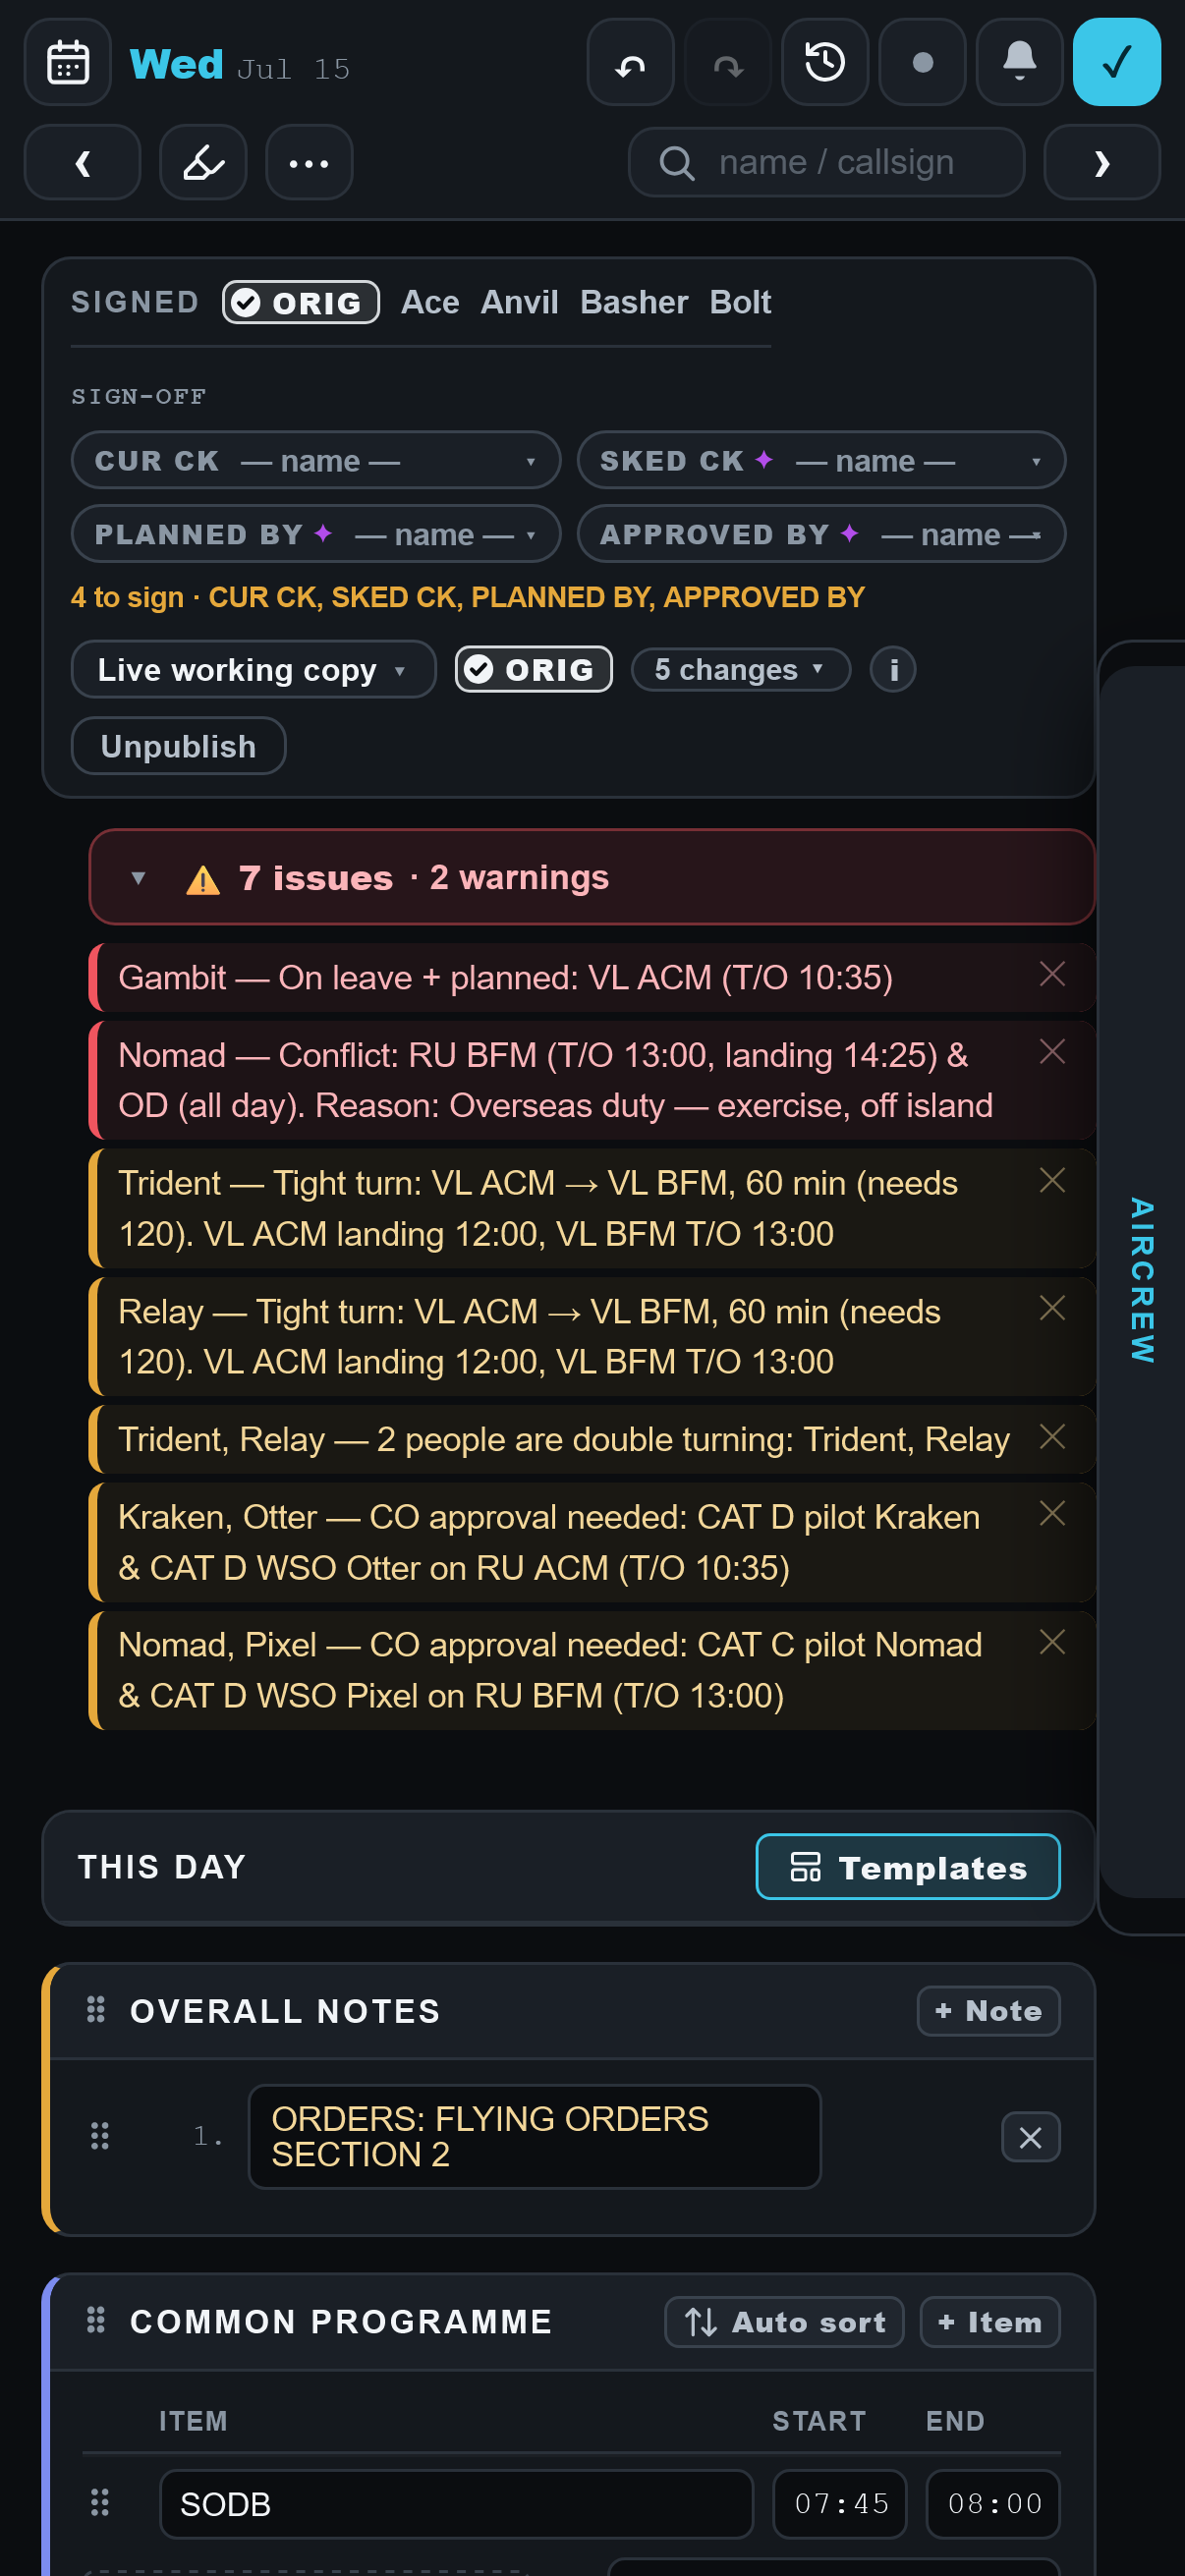 Wed Jul 15
name / callsign
SIGNED ORIG Ace Anvil Basher Bolt
SIGN-OFF
CUR CK — name —
SKED CK ✦ — name —
PLANNED BY ✦ — name —
APPROVED BY ✦ — name —
4 to sign · CUR CK, SKED CK, PLANNED BY, APPROVED BY
Live working copy ORIG 5 changes i
Unpublish
7 issues · 2 warnings
Gambit — On leave + planned: VL ACM (T/O 10:35)
Nomad — Conflict: RU BFM (T/O 13:00, landing 14:25) &
OD (all day). Reason: Overseas duty — exercise, off island
Trident — Tight turn: VL ACM → VL BFM, 60 min (needs
120). VL ACM landing 12:00, VL BFM T/O 13:00
Relay — Tight turn: VL ACM → VL BFM, 60 min (needs
120). VL ACM landing 12:00, VL BFM T/O 13:00
Trident, Relay — 2 people are double turning: Trident, Relay
Kraken, Otter — CO approval needed: CAT D pilot Kraken
& CAT D WSO Otter on RU ACM (T/O 10:35)
Nomad, Pixel — CO approval needed: CAT C pilot Nomad
& CAT D WSO Pixel on RU BFM (T/O 13:00)
AIRCREW
THIS DAY
Templates
OVERALL NOTES
+ Note
1.
ORDERS: FLYING ORDERS
SECTION 2
COMMON PROGRAMME
Auto sort
+ Item
ITEM START END
SODB 07:45 08:00